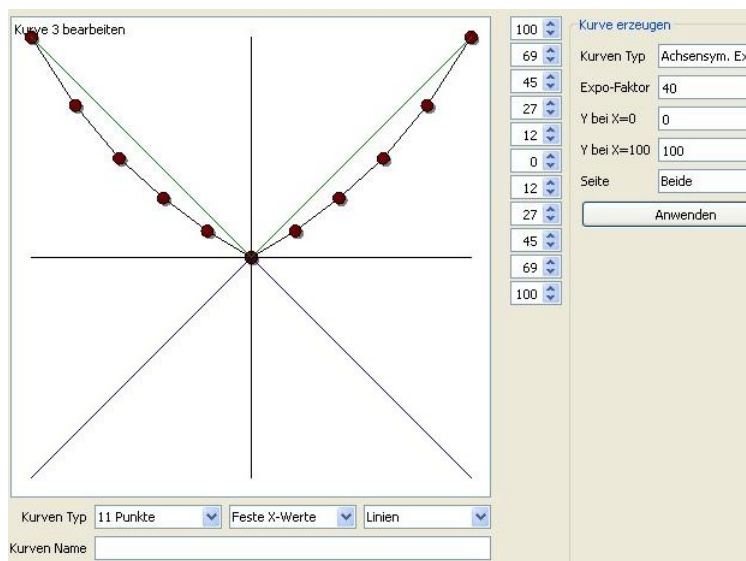 Kurve 3 bearbeiten
100
69
45
27
12
0
12
27
45
69
100
Kurve erzeugen
Kurven Typ Achsensym. Ex
Expo-Faktor 40
Y bei X=0 0
Y bei X=100 100
Seite Beide
Anwenden
Kurven Typ 11 Punkte Feste X-Werte Linien
Kurven Name